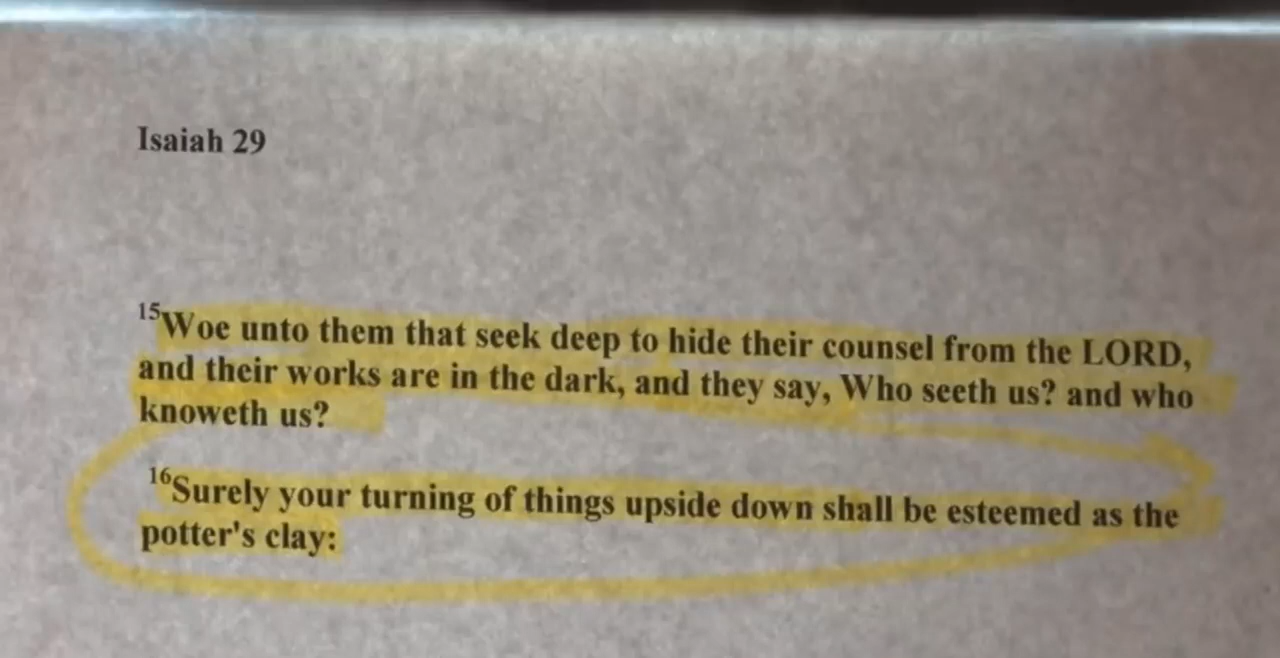 Isaiah 29
15Woe unto them that seek deep to hide their counsel from the LORD,
and their works are in the dark, and they say, Who seeth us? and who
knoweth us?
16Surely your turning of things upside down shall be esteemed as the
potter's clay: